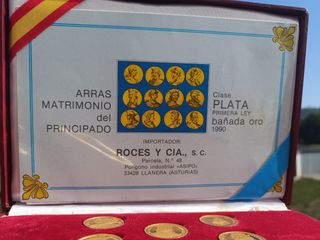 ARRAS
MATRIMONIO
del
PRINCIPADO
Clase
PLATA
PRIMERA LEY
bañada oro
1990
IMPORTADOR:
ROCES Y CIA., S. C.
Parcela, N.º 48
Polígono Industrial «ASIPO»
33428 LLANERA (ASTURIAS)